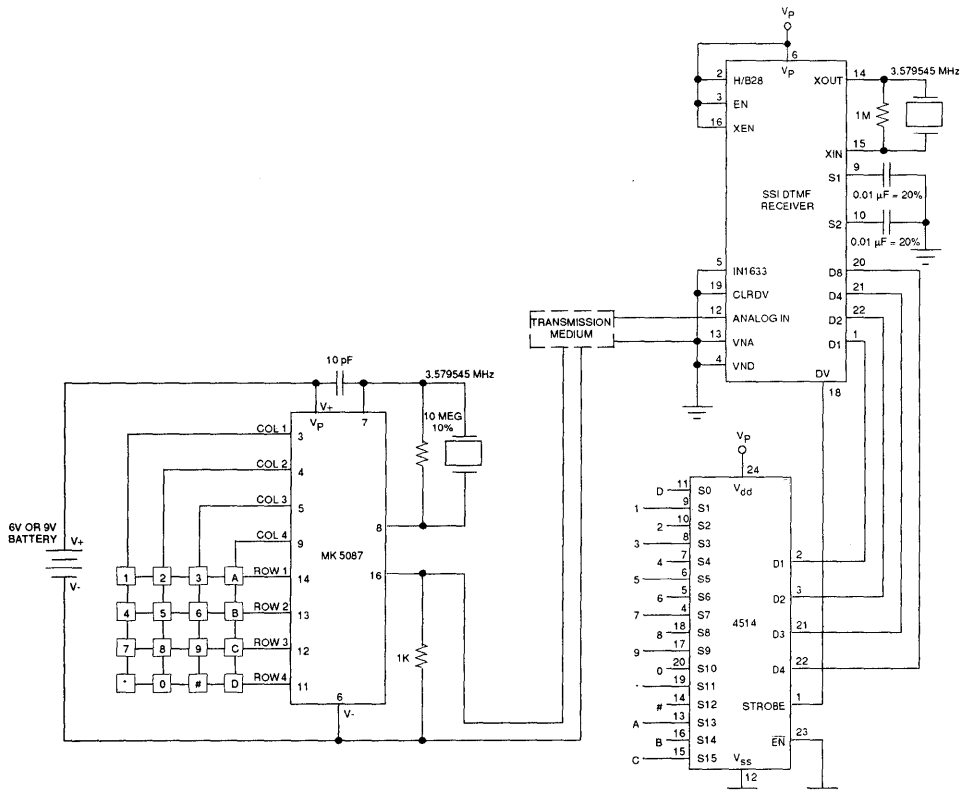 VP
6
VP
2 H/B28
3 EN
16 XEN
XOUT 14
3.579545 MHz
1M
15
XIN
S1 9
0.01 µF = 20%
S2 10
0.01 µF = 20%
SSI DTMF
RECEIVER
5 IN1633
19 CLRDV
12 ANALOG IN
13 VNA
4 VND
D8 20
D4 21
D2 22
D1 1
DV
18
TRANSMISSION
MEDIUM
10 pF
3.579545 MHz
V+
VP
7
10 MEG
10%
COL 1 3
COL 2 4
COL 3 5
COL 4 9
8
MK 5087
16
6V OR 9V
BATTERY
V+
V-
1 2 3 A ROW 1 14
4 5 6 B ROW 2 13
7 8 9 C ROW 3 12
* 0 # D ROW 4 11
1K
6
V-
VP
24
Vdd
D 11 S0
1 9 S1
2 10 S2
3 8 S3
4 7 S4
5 6 S5
6 5 S6
7 4 S7
8 18 S8
9 17 S9
0 20 S10
* 19 S11
# 14 S12
A 13 S13
B 16 S14
C 15 S15
4514
D1 2
D2 3
D3 21
D4 22
STROBE 1
EN 23
VSS
12